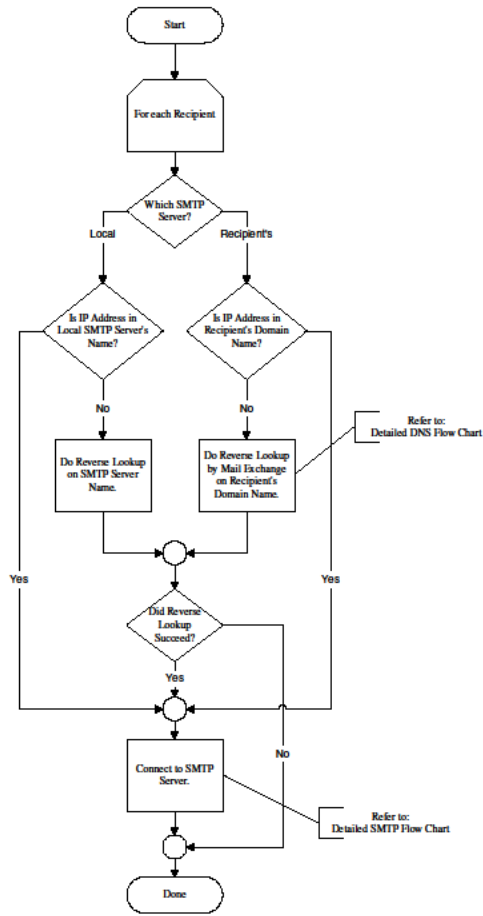 Start
For each Recipient
Which SMTP
Server?
Local
Recipient's
Is IP Address in
Local SMTP Server's
Name?
Is IP Address in
Recipient's Domain
Name?
No
No
Refer to:
Detailed DNS Flow Chart
Do Reverse Lookup
on SMTP Server
Name.
Do Reverse Lookup
by Mail Exchange
on Recipient's
Domain Name.
Yes
Yes
Did Reverse
Lookup
Succeed?
Yes
No
Connect to SMTP
Server.
Refer to:
Detailed SMTP Flow Chart
Done